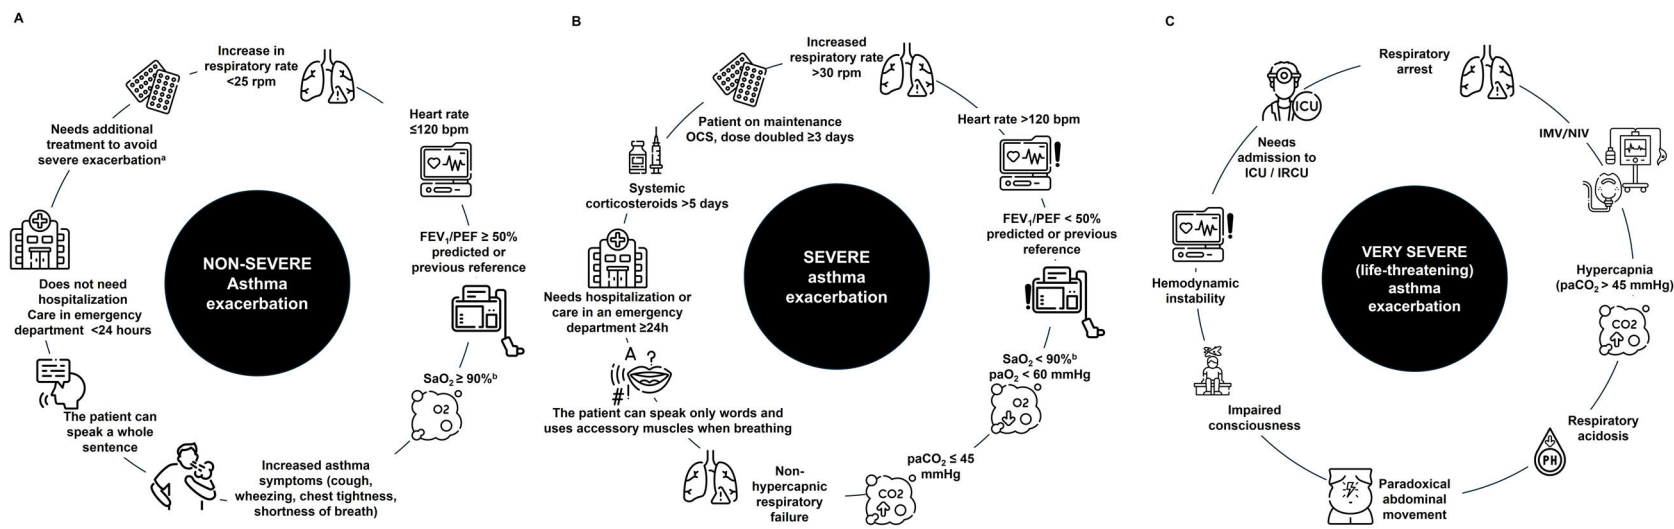 A
Increase in
respiratory rate
<25 rpm
Heart rate
≤120 bpm
FEV₁/PEF ≥ 50%
predicted or
previous reference
SaO₂ ≥ 90%ᵇ
O2
Increased asthma
symptoms (cough,
wheezing, chest tightness,
shortness of breath)
The patient can
speak a whole
sentence
Does not need
hospitalization
Care in emergency
department <24 hours
Needs additional
treatment to avoid
severe exacerbationᵃ
NON-SEVERE
Asthma
exacerbation
B
Increased
respiratory rate
>30 rpm
Heart rate >120 bpm
!
FEV₁/PEF < 50%
predicted or previous
reference
!
SaO₂ < 90%ᵇ
paO₂ < 60 mmHg
O2
paCO₂ ≤ 45
mmHg
CO2
Non-
hypercapnic
respiratory
failure
The patient can speak only words and
uses accessory muscles when breathing
A ?
#!
Needs hospitalization or
care in an emergency
department ≥24h
Systemic
corticosteroids >5 days
Patient on maintenance
OCS, dose doubled ≥3 days
SEVERE
asthma
exacerbation
C
Respiratory
arrest
IMV/NIV
Hypercapnia
(paCO₂ > 45 mmHg)
CO2
Respiratory
acidosis
PH
Paradoxical
abdominal
movement
Impaired
consciousness
Hemodynamic
instability
!
Needs
admission to
ICU / IRCU
ICU
VERY SEVERE
(life-threatening)
asthma
exacerbation